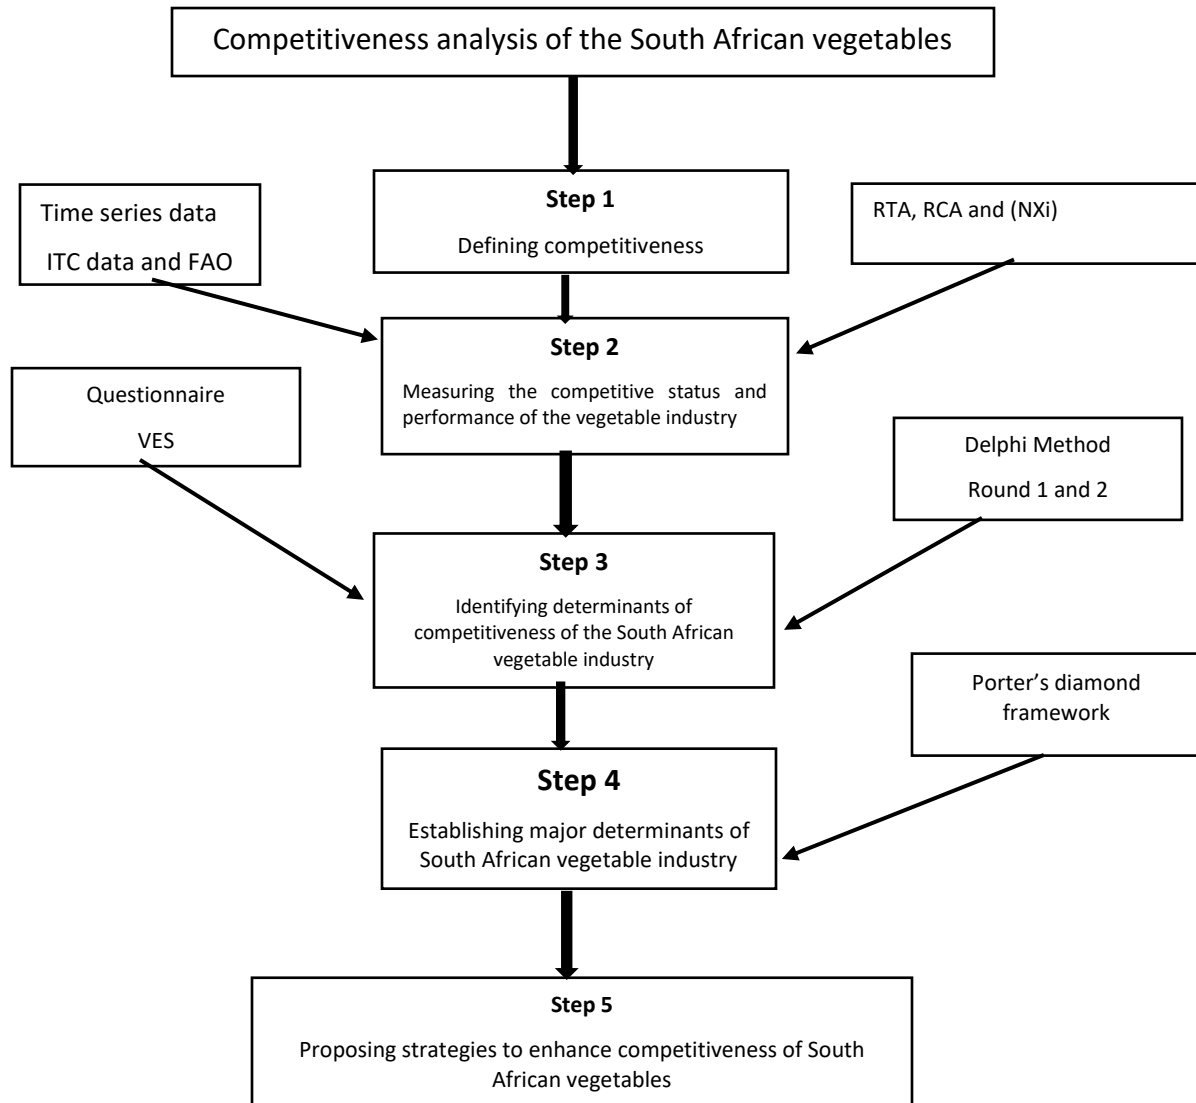 Competitiveness analysis of the South African vegetables
Step 1
Defining competitiveness
Time series data
ITC data and FAO
RTA, RCA and (NXi)
Step 2
Measuring the competitive status and
performance of the vegetable industry
Questionnaire
VES
Delphi Method
Round 1 and 2
Step 3
Identifying determinants of
competitiveness of the South African
vegetable industry
Porter’s diamond
framework
Step 4
Establishing major determinants of
South African vegetable industry
Step 5
Proposing strategies to enhance competitiveness of South
African vegetables